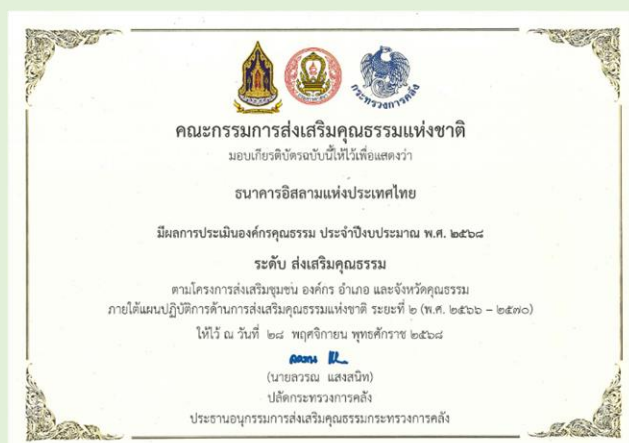 กระทรวงการคลัง
คณะกรรมการส่งเสริมคุณธรรมแห่งชาติ
มอบเกียรติบัตรฉบับนี้ให้ไว้เพื่อแสดงว่า
ธนาคารอิสลามแห่งประเทศไทย
มีผลการประเมินองค์กรคุณธรรม ประจำปีงบประมาณ พ.ศ. ๒๕๖๘
ระดับ ส่งเสริมคุณธรรม
ตามโครงการส่งเสริมชุมชน องค์กร อำเภอ และจังหวัดคุณธรรม
ภายใต้แผนปฏิบัติการด้านการส่งเสริมคุณธรรมแห่งชาติ ระยะที่ ๒ (พ.ศ. ๒๕๖๖ – ๒๕๗๐)
ให้ไว้ ณ วันที่ ๒๘ พฤศจิกายน พุทธศักราช ๒๕๖๘
(นายลวรณ แสงสนิท)
ปลัดกระทรวงการคลัง
ประธานอนุกรรมการส่งเสริมคุณธรรมกระทรวงการคลัง